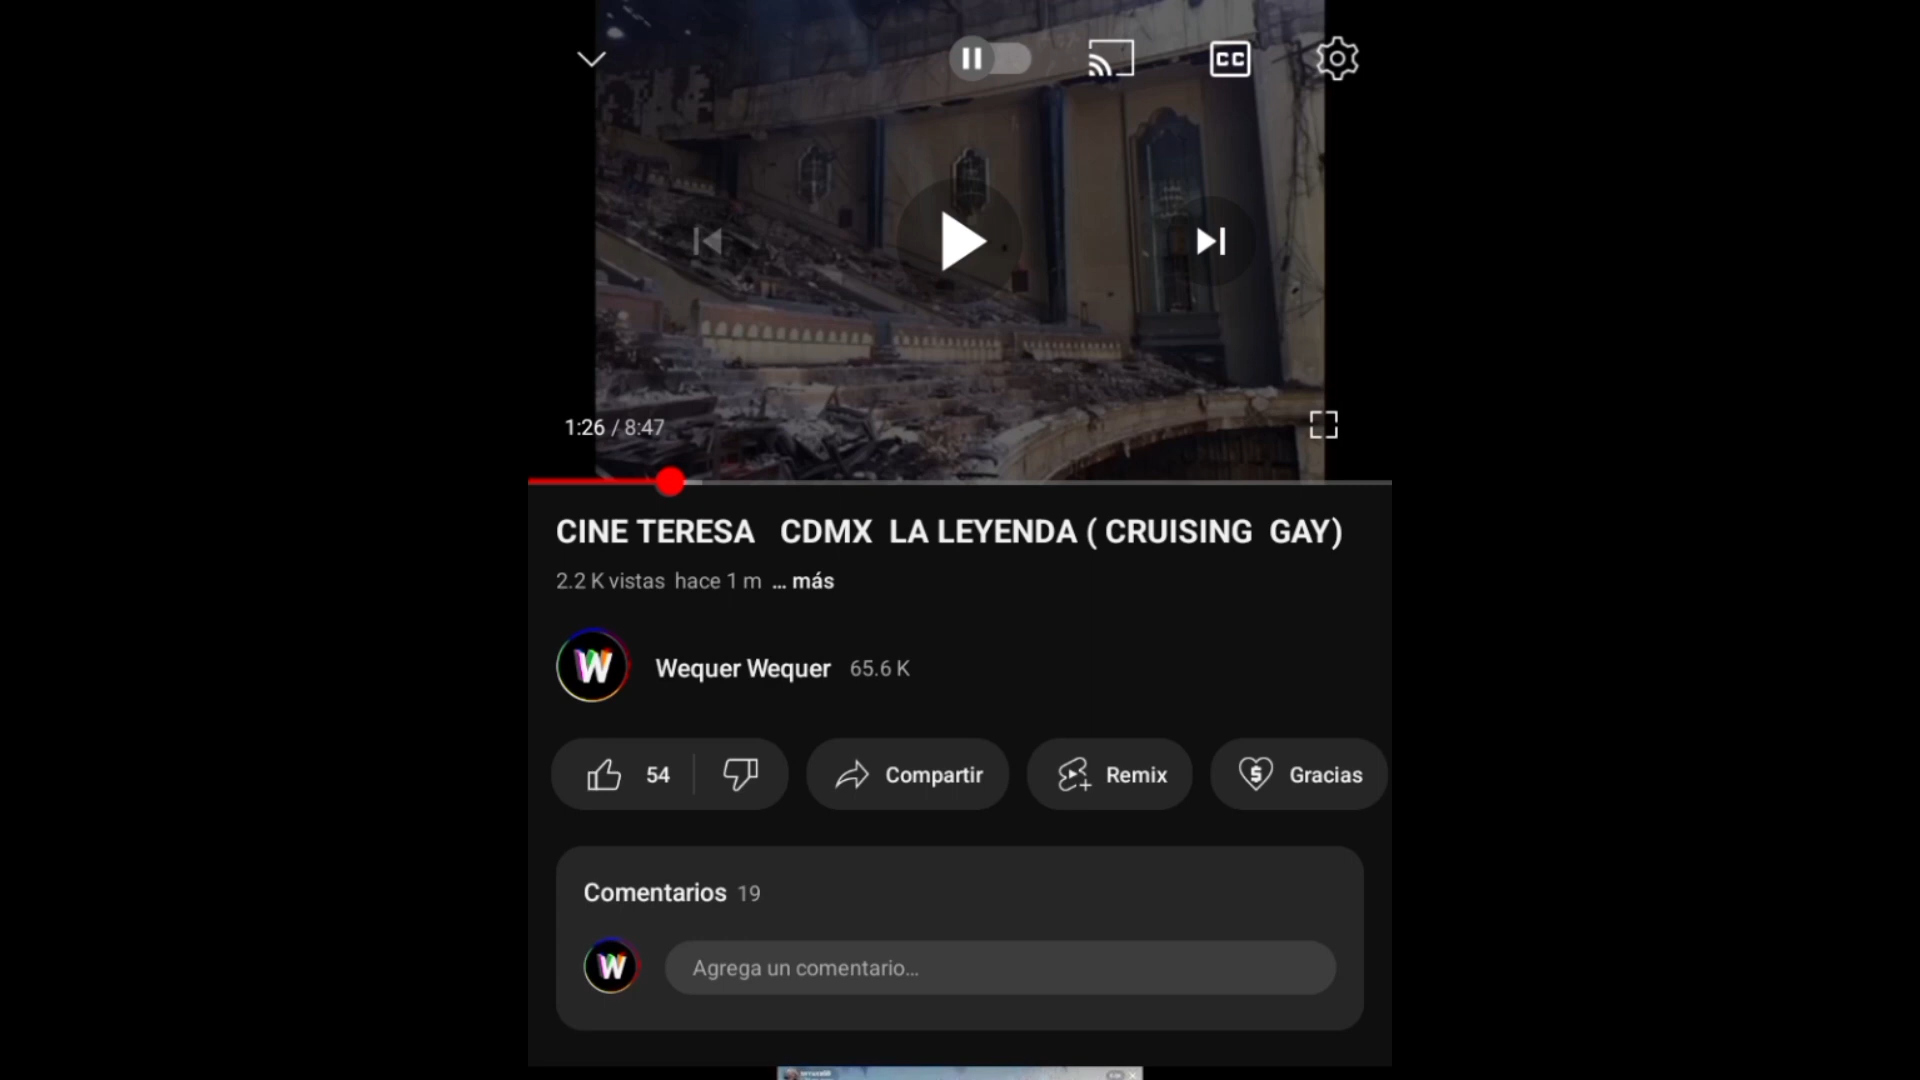 CC
1:26 / 8:47
CINE TERESA CDMX LA LEYENDA ( CRUISING GAY)
2.2 K vistas hace 1 m ... más
W
Wequer Wequer 65.6 K
54
Compartir
Remix
Gracias
Comentarios 19
W
Agrega un comentario...